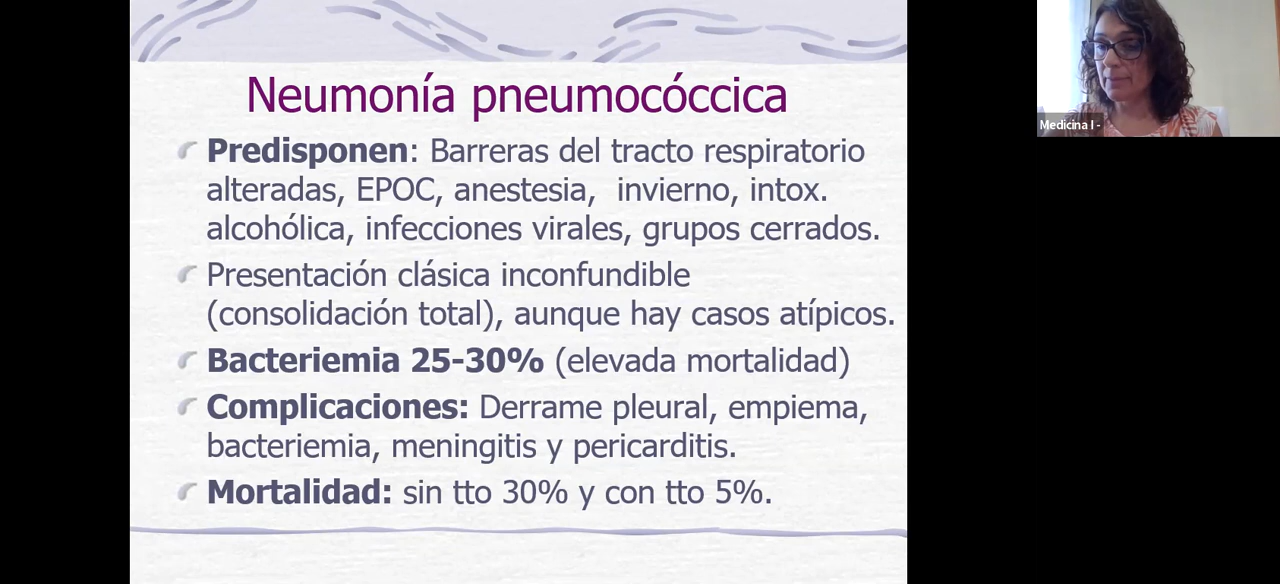 Neumonía pneumocóccica
Predisponen: Barreras del tracto respiratorio
alteradas, EPOC, anestesia, invierno, intox.
alcohólica, infecciones virales, grupos cerrados.
Presentación clásica inconfundible
(consolidación total), aunque hay casos atípicos.
Bacteriemia 25-30% (elevada mortalidad)
Complicaciones: Derrame pleural, empiema,
bacteriemia, meningitis y pericarditis.
Mortalidad: sin tto 30% y con tto 5%.
Medicina I -